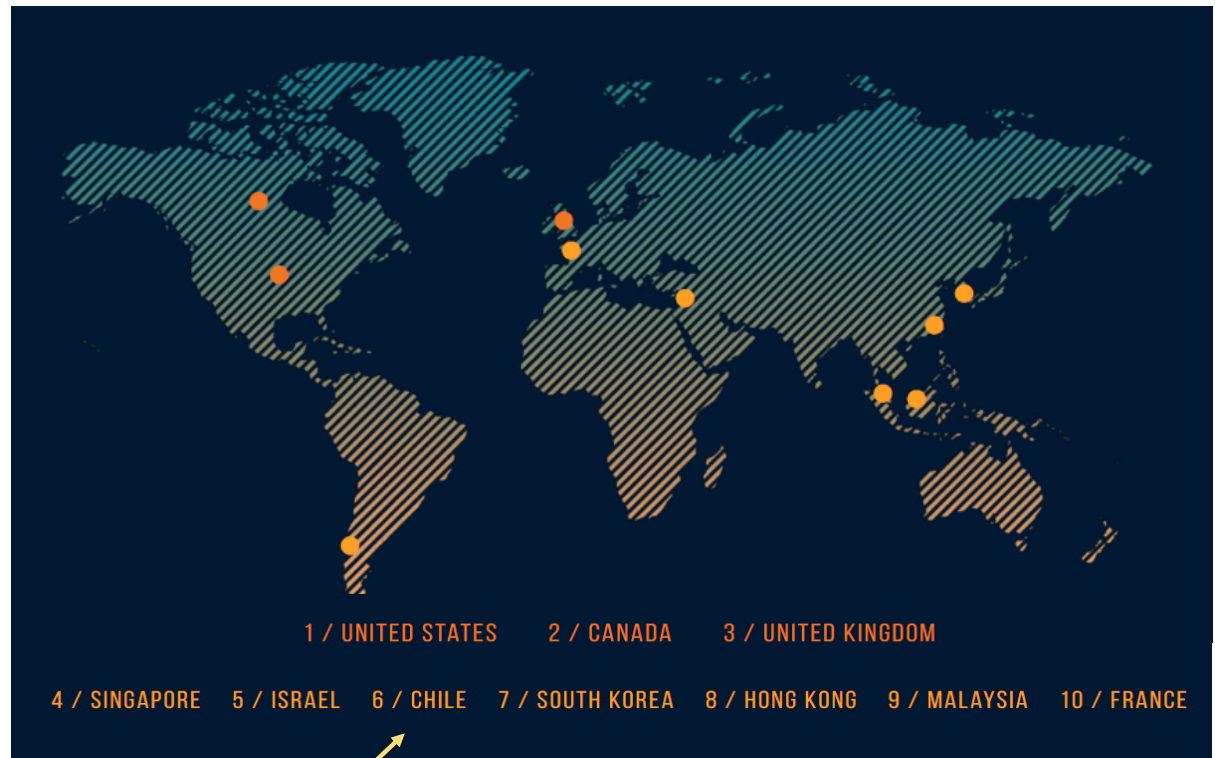 1 / UNITED STATES 2 / CANADA 3 / UNITED KINGDOM
4 / SINGAPORE 5 / ISRAEL 6 / CHILE 7 / SOUTH KOREA 8 / HONG KONG 9 / MALAYSIA 10 / FRANCE